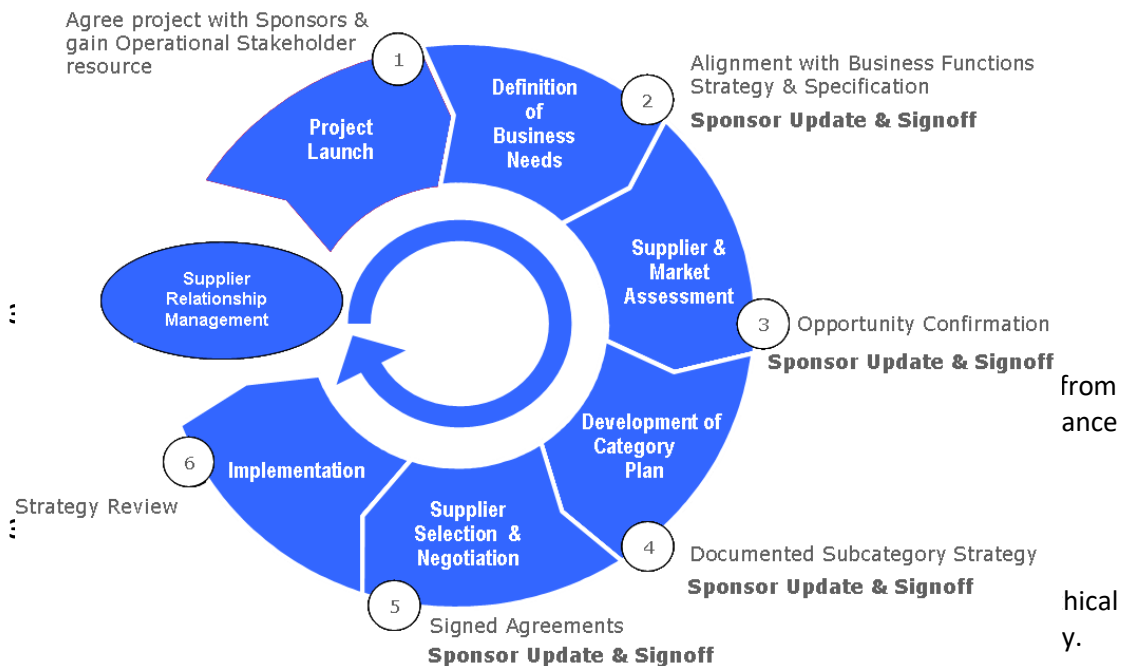 Agree project with Sponsors &
gain Operational Stakeholder
resource
1
Project
Launch
Definition
of
Business
Needs
2
Alignment with Business Functions
Strategy & Specification
Sponsor Update & Signoff
Supplier &
Market
Assessment
3
Opportunity Confirmation
Sponsor Update & Signoff
Supplier
Relationship
Management
from
ance
Development of
Category
Plan
4
Documented Subcategory Strategy
Sponsor Update & Signoff
Supplier
Selection &
Negotiation
5
Signed Agreements
Sponsor Update & Signoff
Implementation
6
Strategy Review
hical
y.